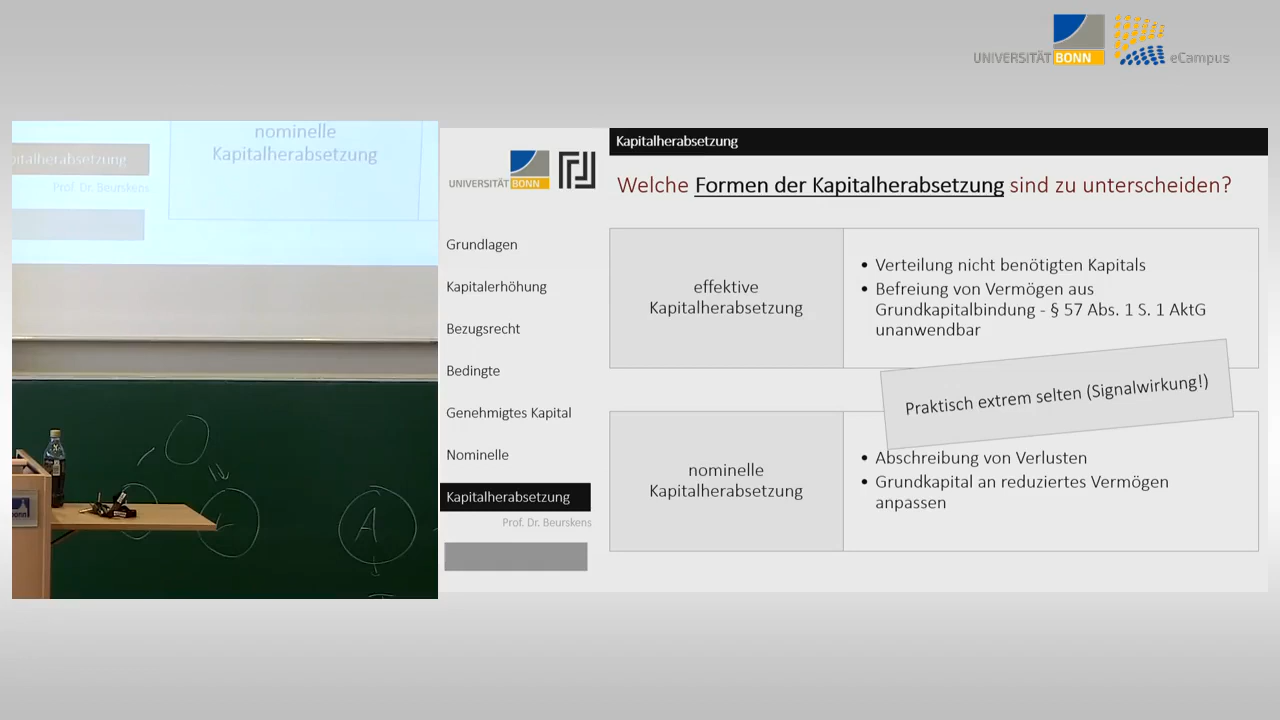 UNIVERSITÄT BONN
eCampus
nominelle
Kapitalherabsetzung
italherabsetzung
Prof. Dr. Beurskens
bonn
A
UNIVERSITÄT BONN
Grundlagen
Kapitalerhöhung
Bezugsrecht
Bedingte
Genehmigtes Kapital
Nominelle
Kapitalherabsetzung
Prof. Dr. Beurskens
Kapitalherabsetzung
Welche Formen der Kapitalherabsetzung sind zu unterscheiden?
effektive
Kapitalherabsetzung
• Verteilung nicht benötigten Kapitals
• Befreiung von Vermögen aus
Grundkapitalbindung - § 57 Abs. 1 S. 1 AktG
unanwendbar
Praktisch extrem selten (Signalwirkung!)
nominelle
Kapitalherabsetzung
• Abschreibung von Verlusten
• Grundkapital an reduziertes Vermögen
anpassen